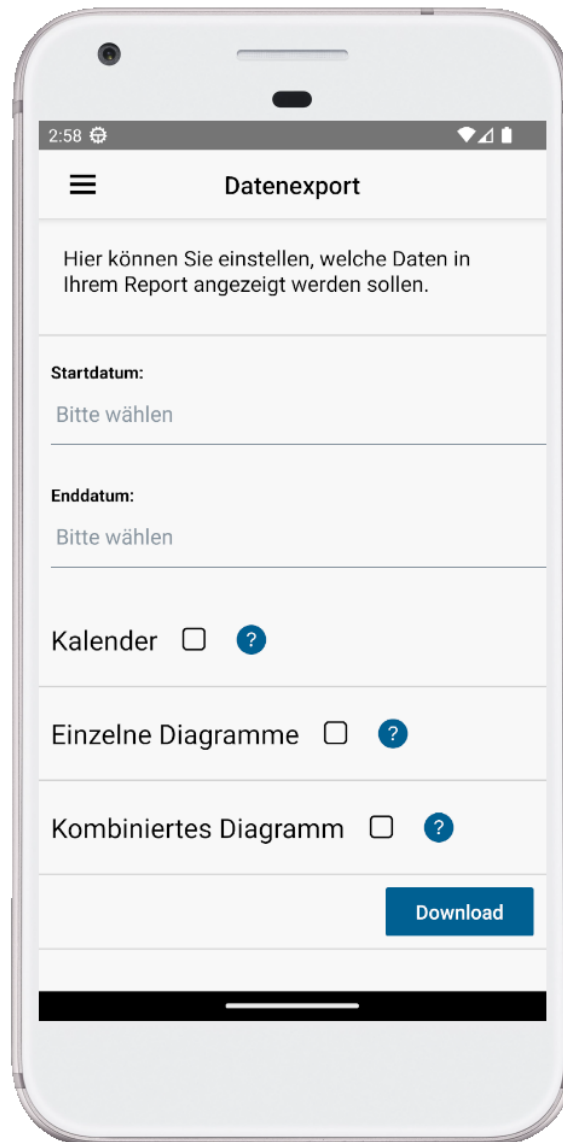 2:58
Datenexport
Hier können Sie einstellen, welche Daten in
Ihrem Report angezeigt werden sollen.
Startdatum:
Bitte wählen
Enddatum:
Bitte wählen
Kalender ?
Einzelne Diagramme ?
Kombiniertes Diagramm ?
Download